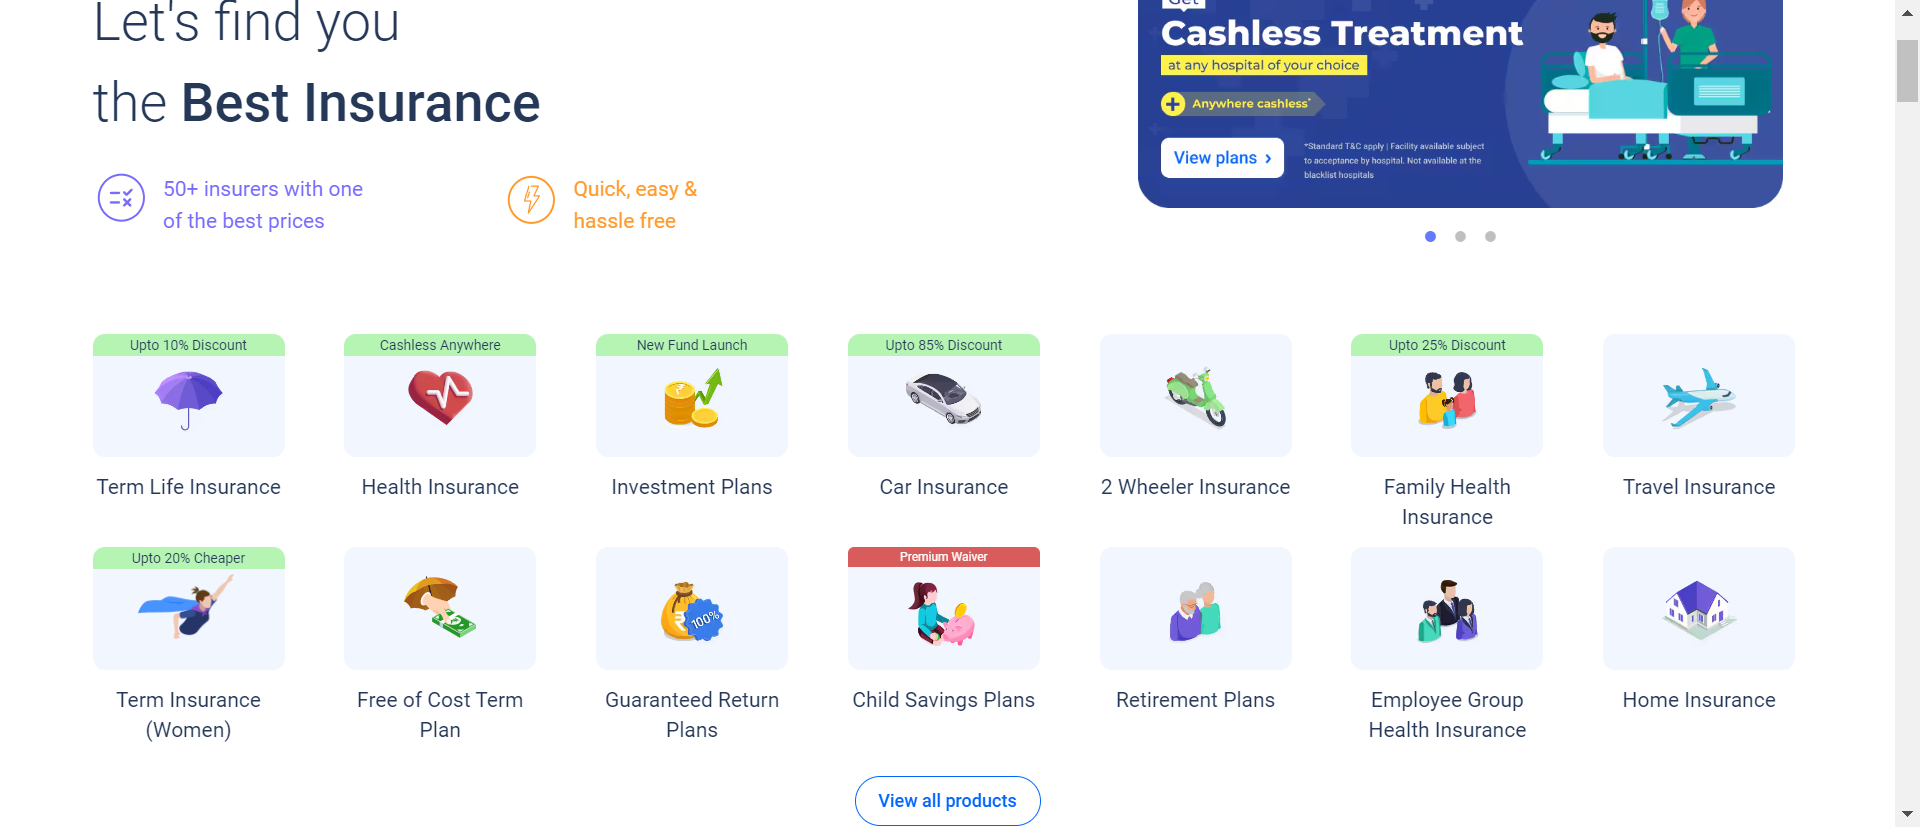 Let's find you
the Best Insurance
50+ insurers with one
of the best prices
Quick, easy &
hassle free
Get
Cashless Treatment
at any hospital of your choice
Anywhere cashless*
View plans ›
*Standard T&C apply | Facility available subject
to acceptance by hospital. Not available at the
blacklist hospitals
Upto 10% Discount
Term Life Insurance
Cashless Anywhere
Health Insurance
New Fund Launch
Investment Plans
Upto 85% Discount
Car Insurance
2 Wheeler Insurance
Upto 25% Discount
Family Health
Insurance
Travel Insurance
Upto 20% Cheaper
Term Insurance
(Women)
Free of Cost Term
Plan
₹
100%
Guaranteed Return
Plans
Premium Waiver
Child Savings Plans
Retirement Plans
Employee Group
Health Insurance
Home Insurance
View all products